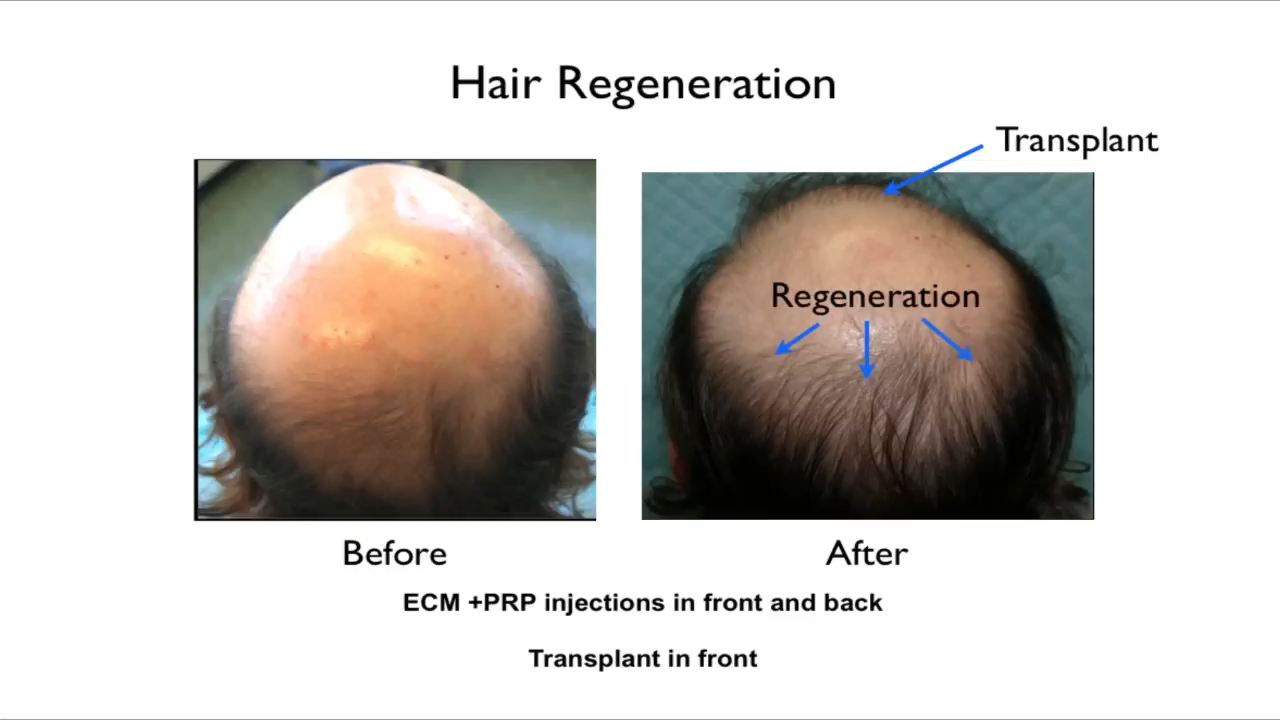 Hair Regeneration
Transplant
Regeneration
Before
After
ECM +PRP injections in front and back
Transplant in front